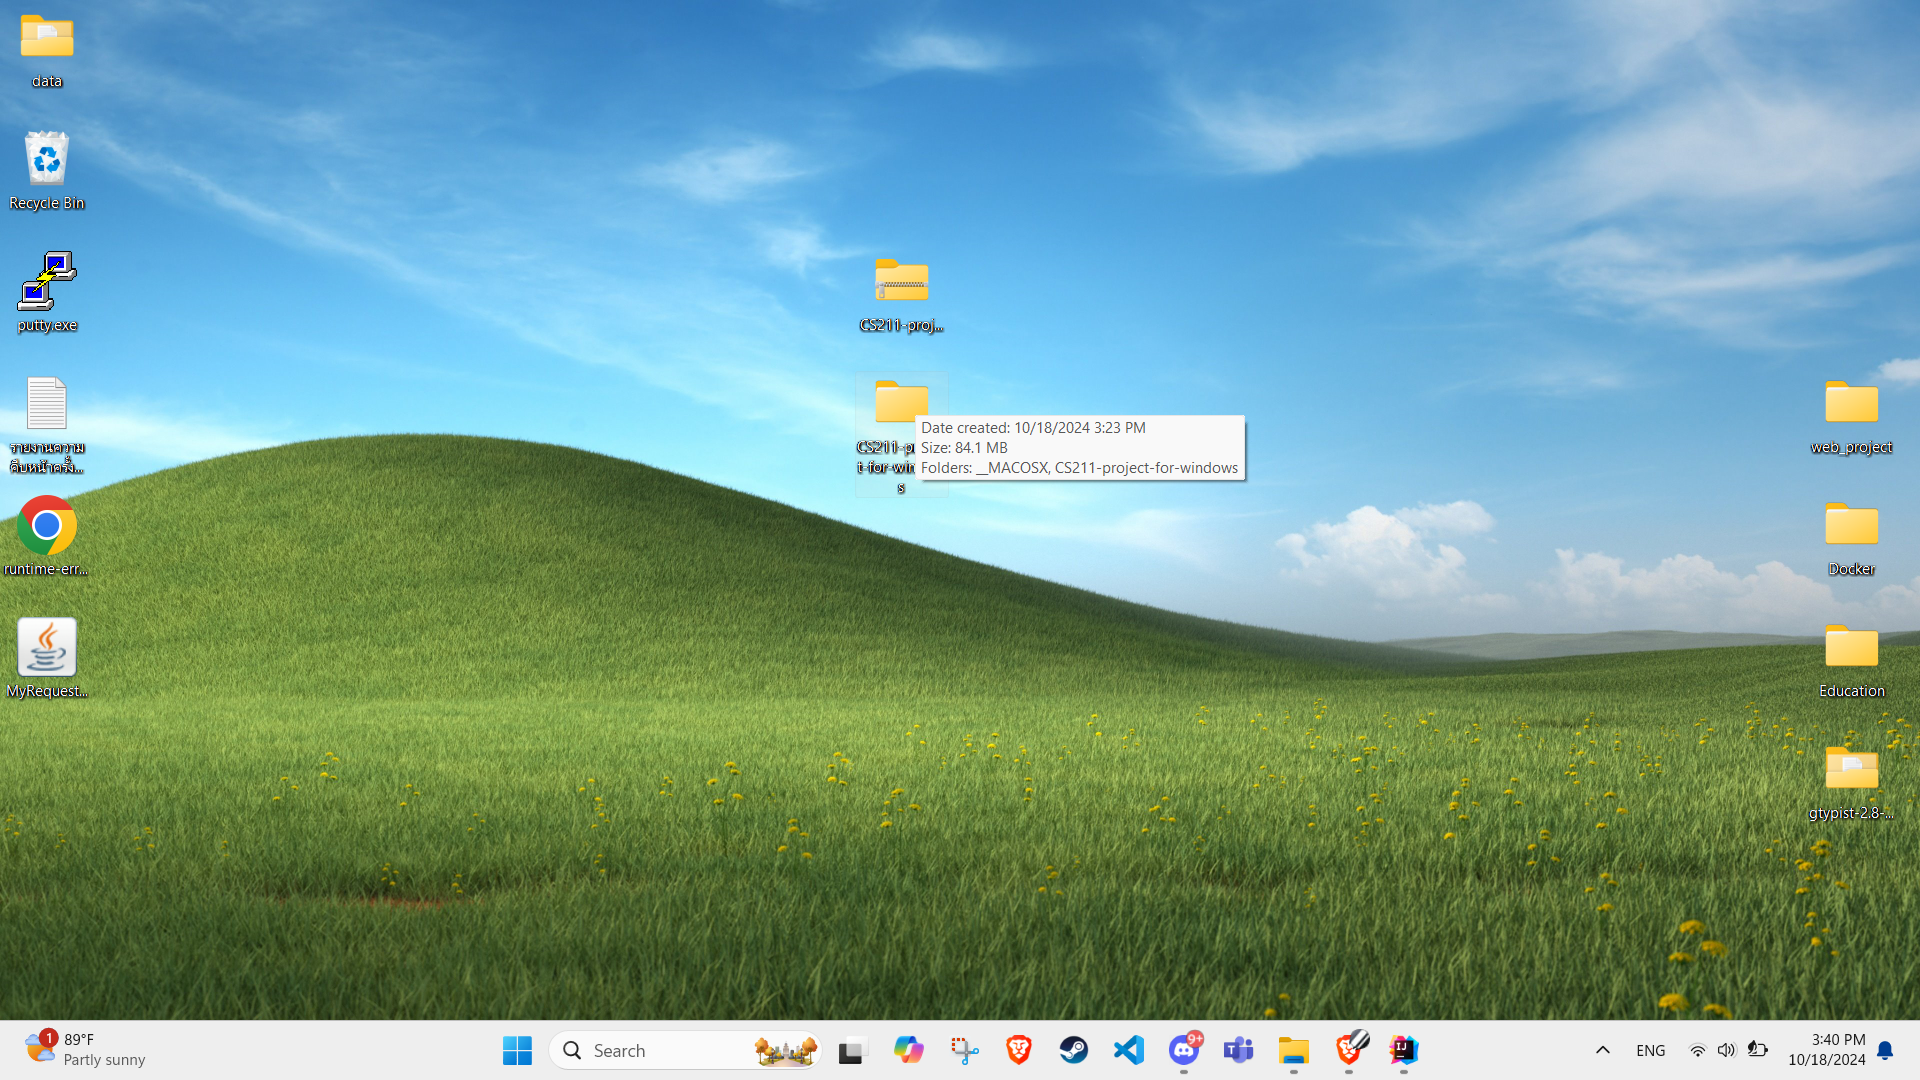 data
Recycle Bin
putty.exe
รายงานความ
คืบหน้าครั้ง...
runtime-err...
MyRequest...
CS211-proj...
CS211-p
t-for-win
s
Date created: 10/18/2024 3:23 PM
Size: 84.1 MB
Folders: __MACOSX, CS211-project-for-windows
web_project
Docker
Education
gtypist-2.8-...
1
89°F
Partly sunny
Search
9+
T
IJ
ENG
3:40 PM
10/18/2024